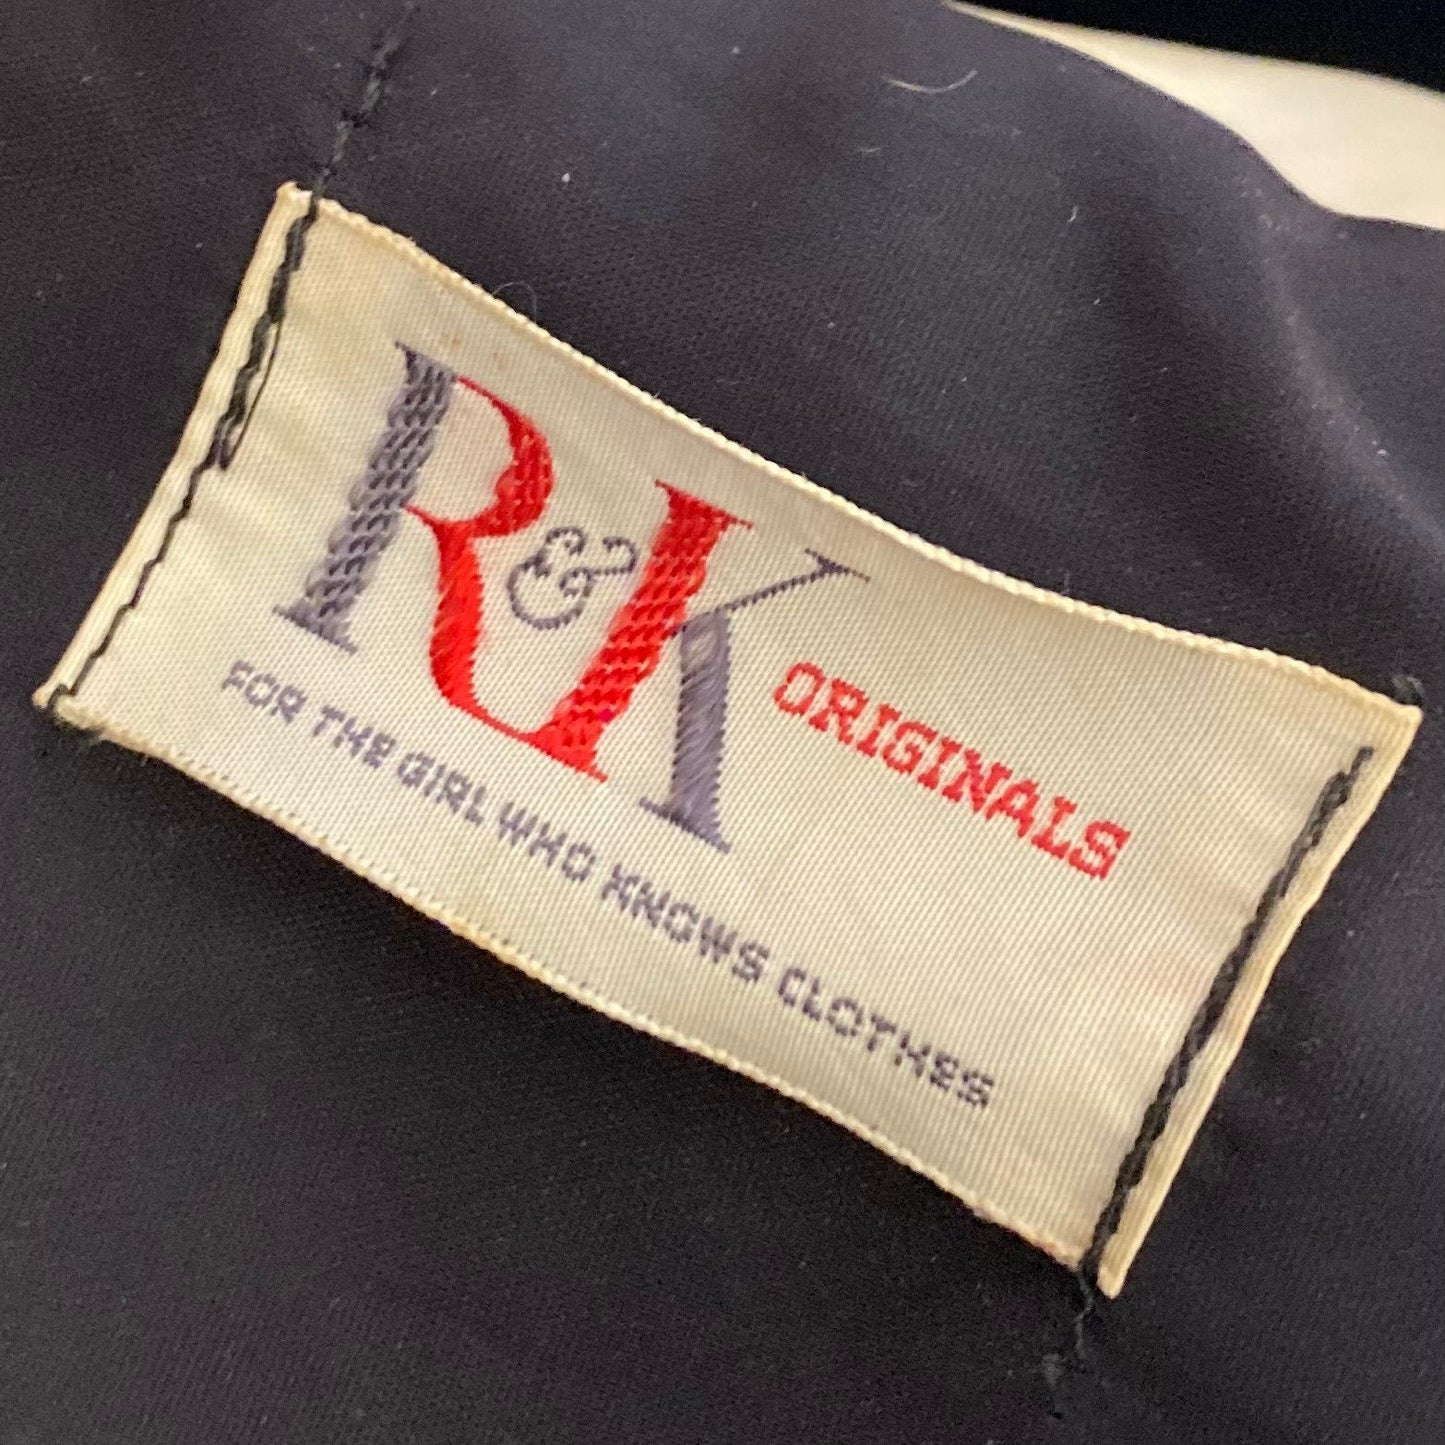 R&K ORIGINALS
FOR THE GIRL WHO KNOWS CLOTHES